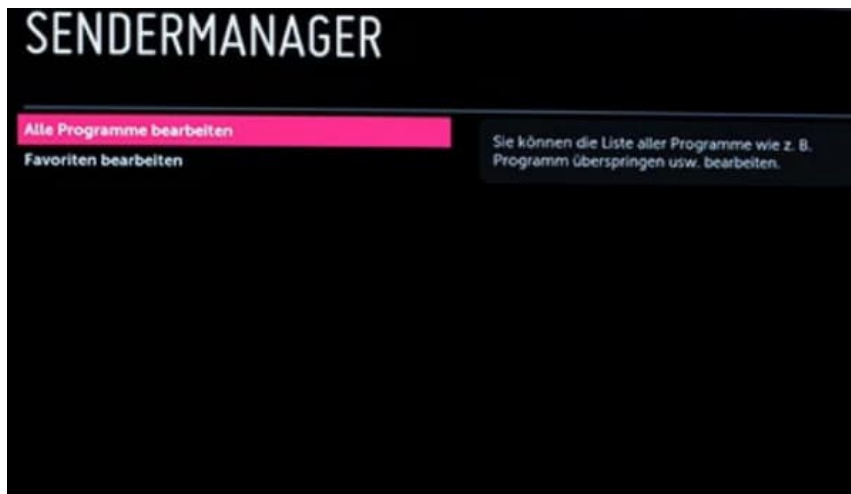 SENDERMANAGER
Alle Programme bearbeiten
Favoriten bearbeiten
Sie können die Liste aller Programme wie z. B.
Programm überspringen usw. bearbeiten.